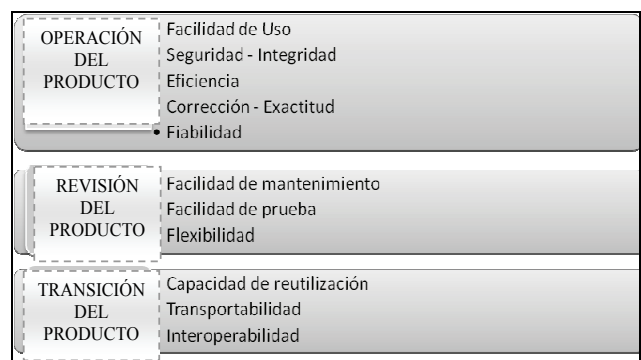 OPERACIÓN
DEL
PRODUCTO
Facilidad de Uso
Seguridad - Integridad
Eficiencia
Corrección - Exactitud
• Fiabilidad
REVISIÓN
DEL
PRODUCTO
Facilidad de mantenimiento
Facilidad de prueba
Flexibilidad
TRANSICIÓN
DEL
PRODUCTO
Capacidad de reutilización
Transportabilidad
Interoperabilidad